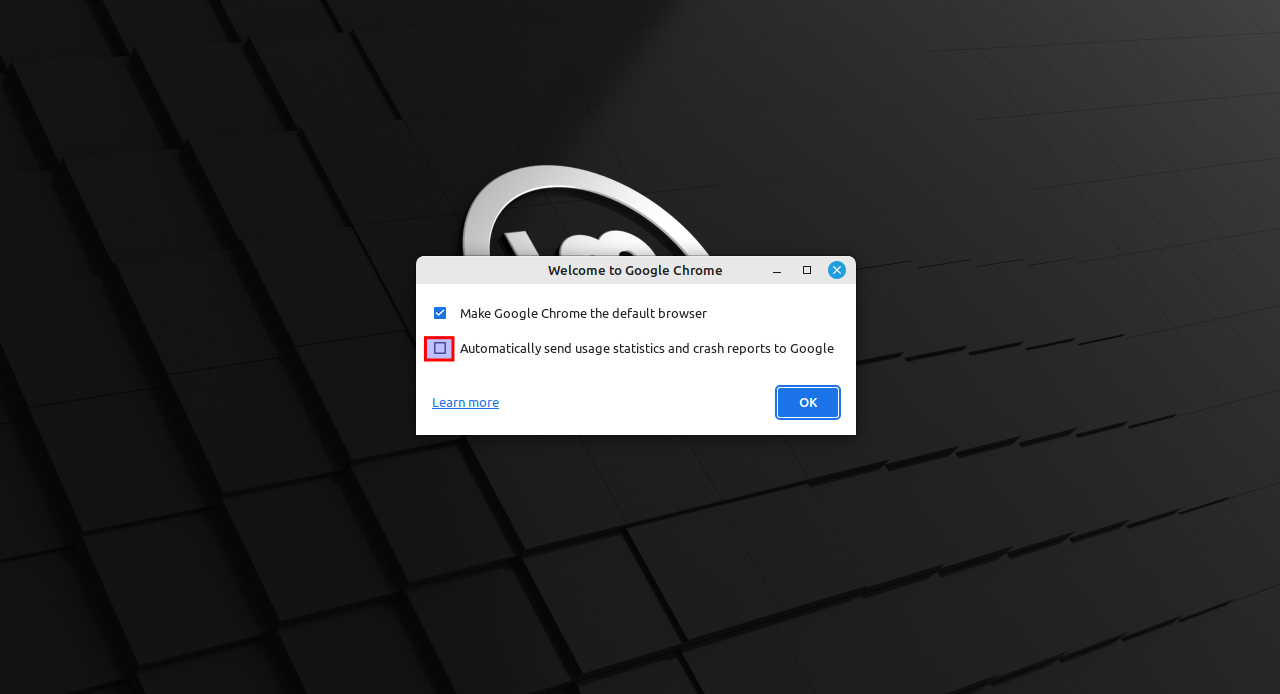 Welcome to Google Chrome
Make Google Chrome the default browser
Automatically send usage statistics and crash reports to Google
Learn more
OK